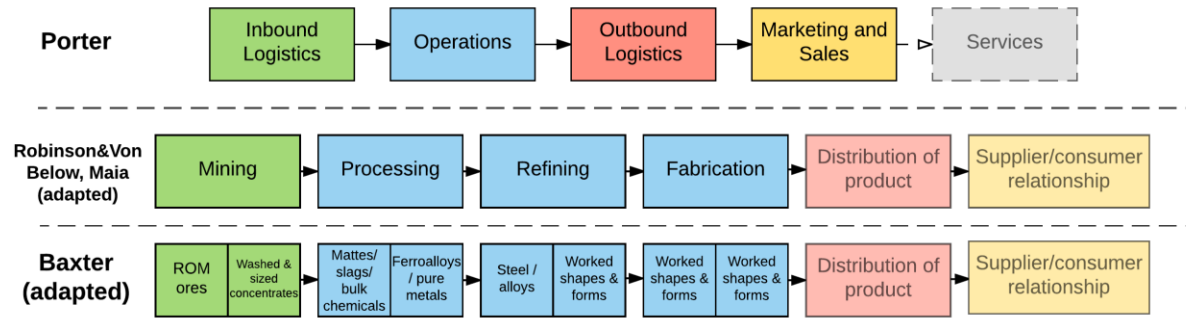 Porter
Inbound
Logistics
Operations
Outbound
Logistics
Marketing and
Sales
Services
Robinson&Von
Below, Maia
(adapted)
Mining
Processing
Refining
Fabrication
Distribution of
product
Supplier/consumer
relationship
Baxter
(adapted)
ROM
ores
Washed &
sized
concentrates
Mattes/
slags/
bulk
chemicals
Ferroalloys
/ pure
metals
Steel /
alloys
Worked
shapes &
forms
Worked
shapes &
forms
Worked
shapes &
forms
Distribution of
product
Supplier/consumer
relationship